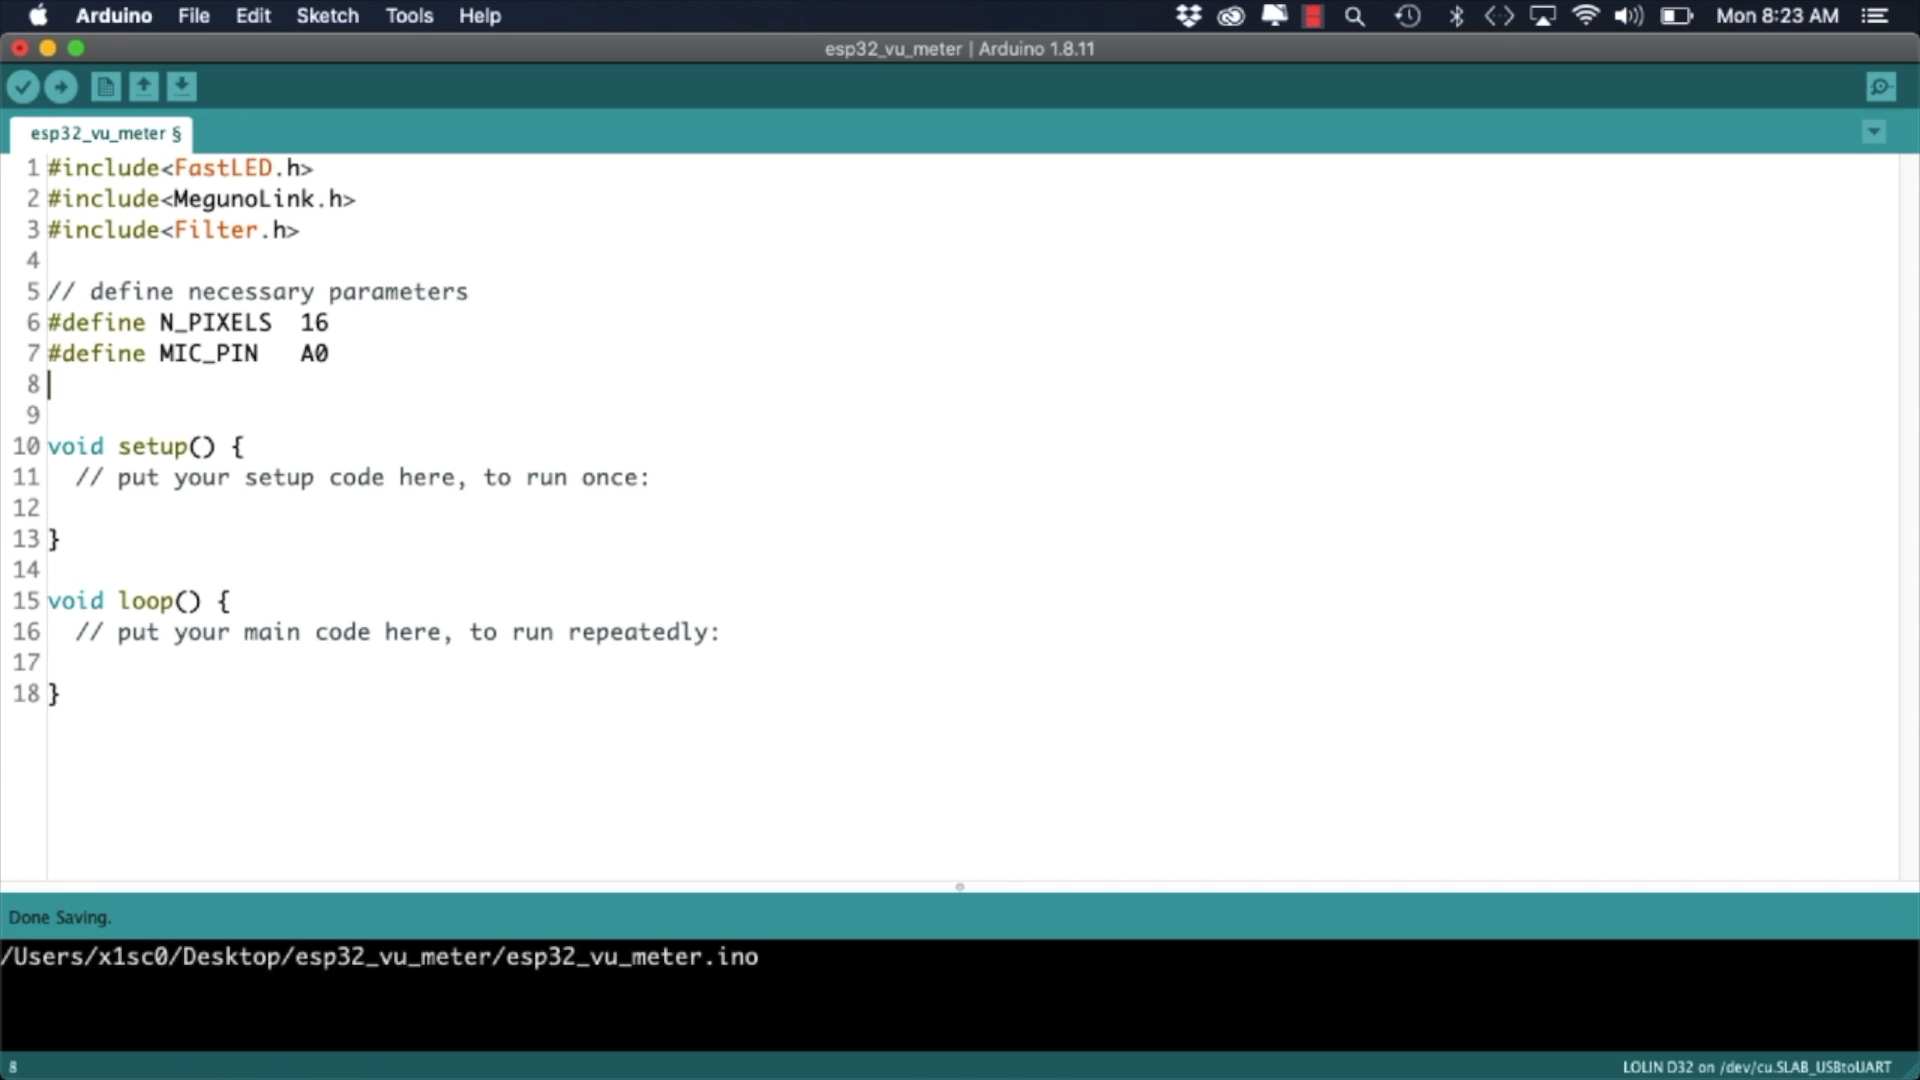 Arduino File Edit Sketch Tools Help Mon 8:23 AM
esp32_vu_meter | Arduino 1.8.11
esp32_vu_meter §
1 #include<FastLED.h>
2 #include<MegunoLink.h>
3 #include<Filter.h>
4
5 // define necessary parameters
6 #define N_PIXELS  16
7 #define MIC_PIN   A0
8
9
10 void setup() {
11   // put your setup code here, to run once:
12
13 }
14
15 void loop() {
16   // put your main code here, to run repeatedly:
17
18 }
Done Saving.
/Users/x1sc0/Desktop/esp32_vu_meter/esp32_vu_meter.ino
8 LOLIN D32 on /dev/cu.SLAB_USBtoUART